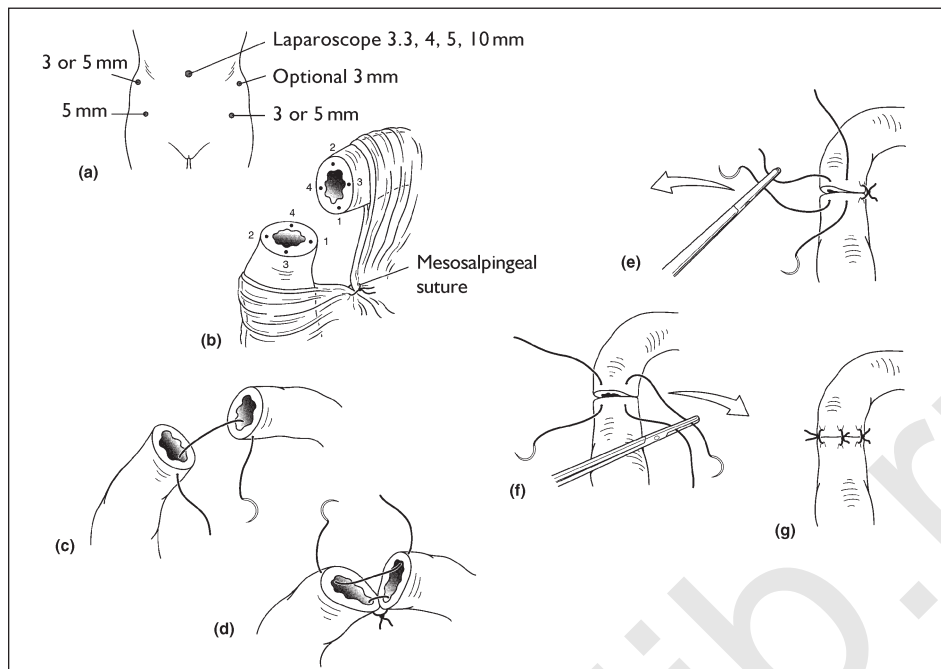 Laparoscope 3.3, 4, 5, 10 mm
3 or 5 mm
Optional 3 mm
5 mm
3 or 5 mm
(a)
2
4
3
1
4
2
1
3
Mesosalpingeal
suture
(b)
(c)
(d)
(e)
(f)
(g)